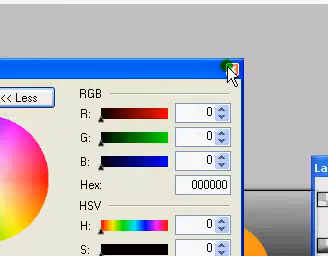 RGB
<< Less
R: 0
G: 0
B: 0
Hex: 000000
HSV
H: 0
S: 0
La